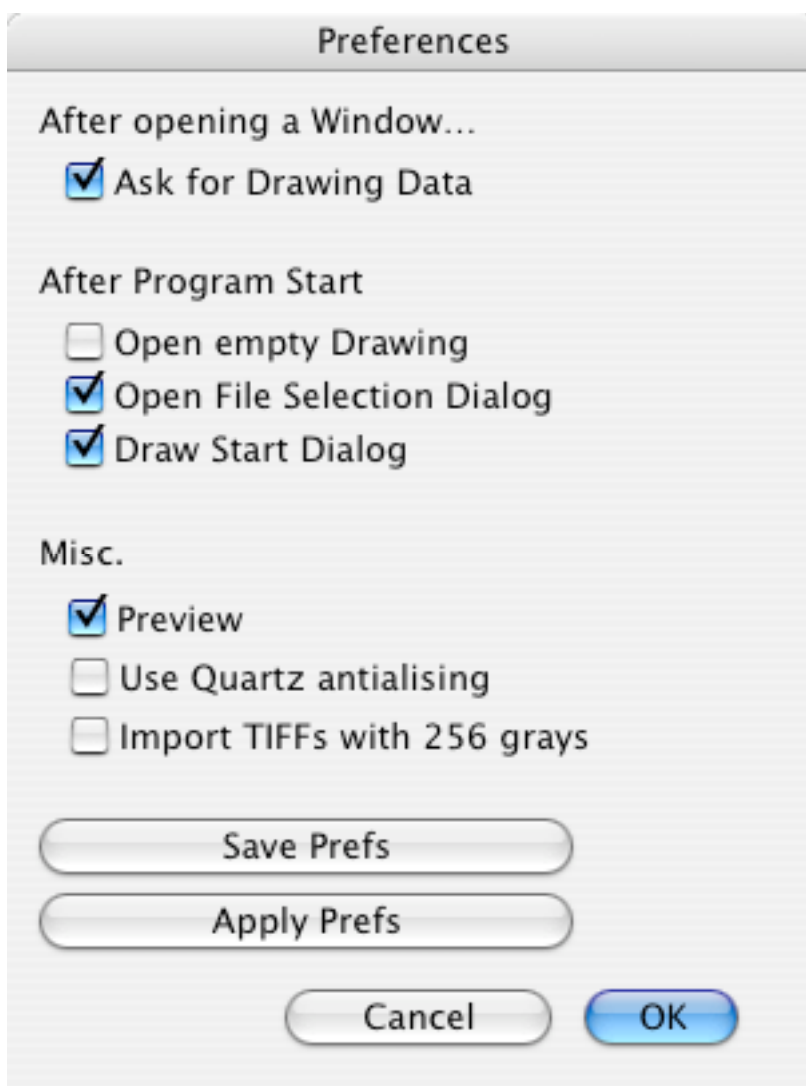 Preferences
After opening a Window...
Ask for Drawing Data
After Program Start
Open empty Drawing
Open File Selection Dialog
Draw Start Dialog
Misc.
Preview
Use Quartz antialising
Import TIFFs with 256 grays
Save Prefs
Apply Prefs
Cancel OK